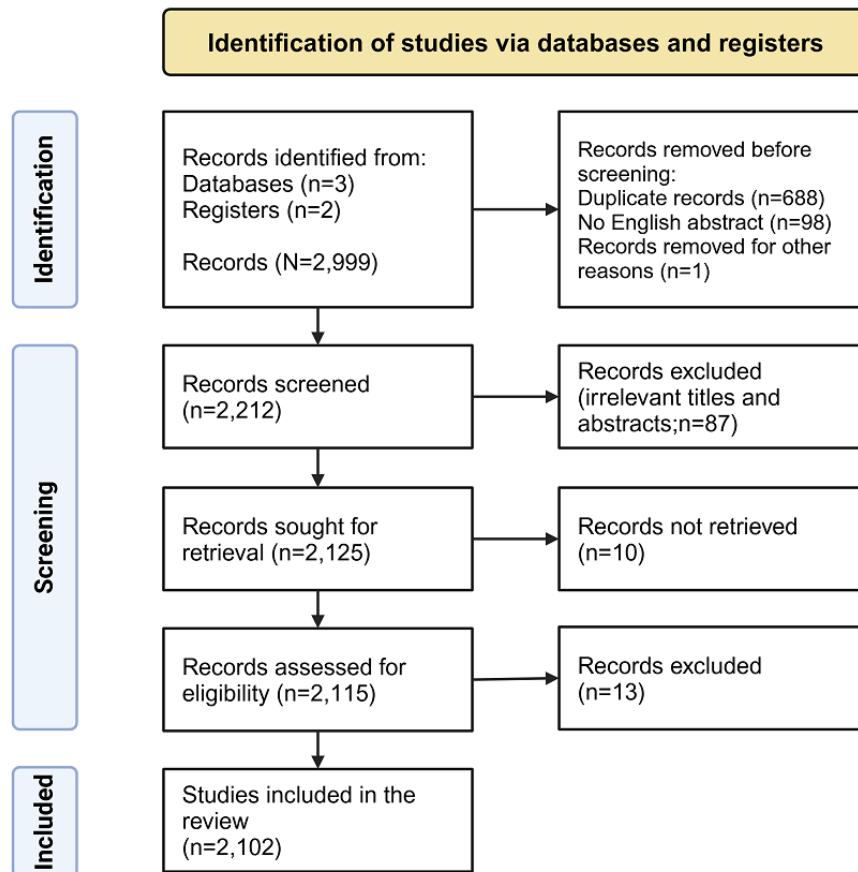 Identification of studies via databases and registers
Identification
Records identified from:
Databases (n=3)
Registers (n=2)
Records (N=2,999)
Records removed before
screening:
Duplicate records (n=688)
No English abstract (n=98)
Records removed for other
reasons (n=1)
Screening
Records screened
(n=2,212)
Records excluded
(irrelevant titles and
abstracts;n=87)
Records sought for
retrieval (n=2,125)
Records not retrieved
(n=10)
Records assessed for
eligibility (n=2,115)
Records excluded
(n=13)
Included
Studies included in the
review
(n=2,102)